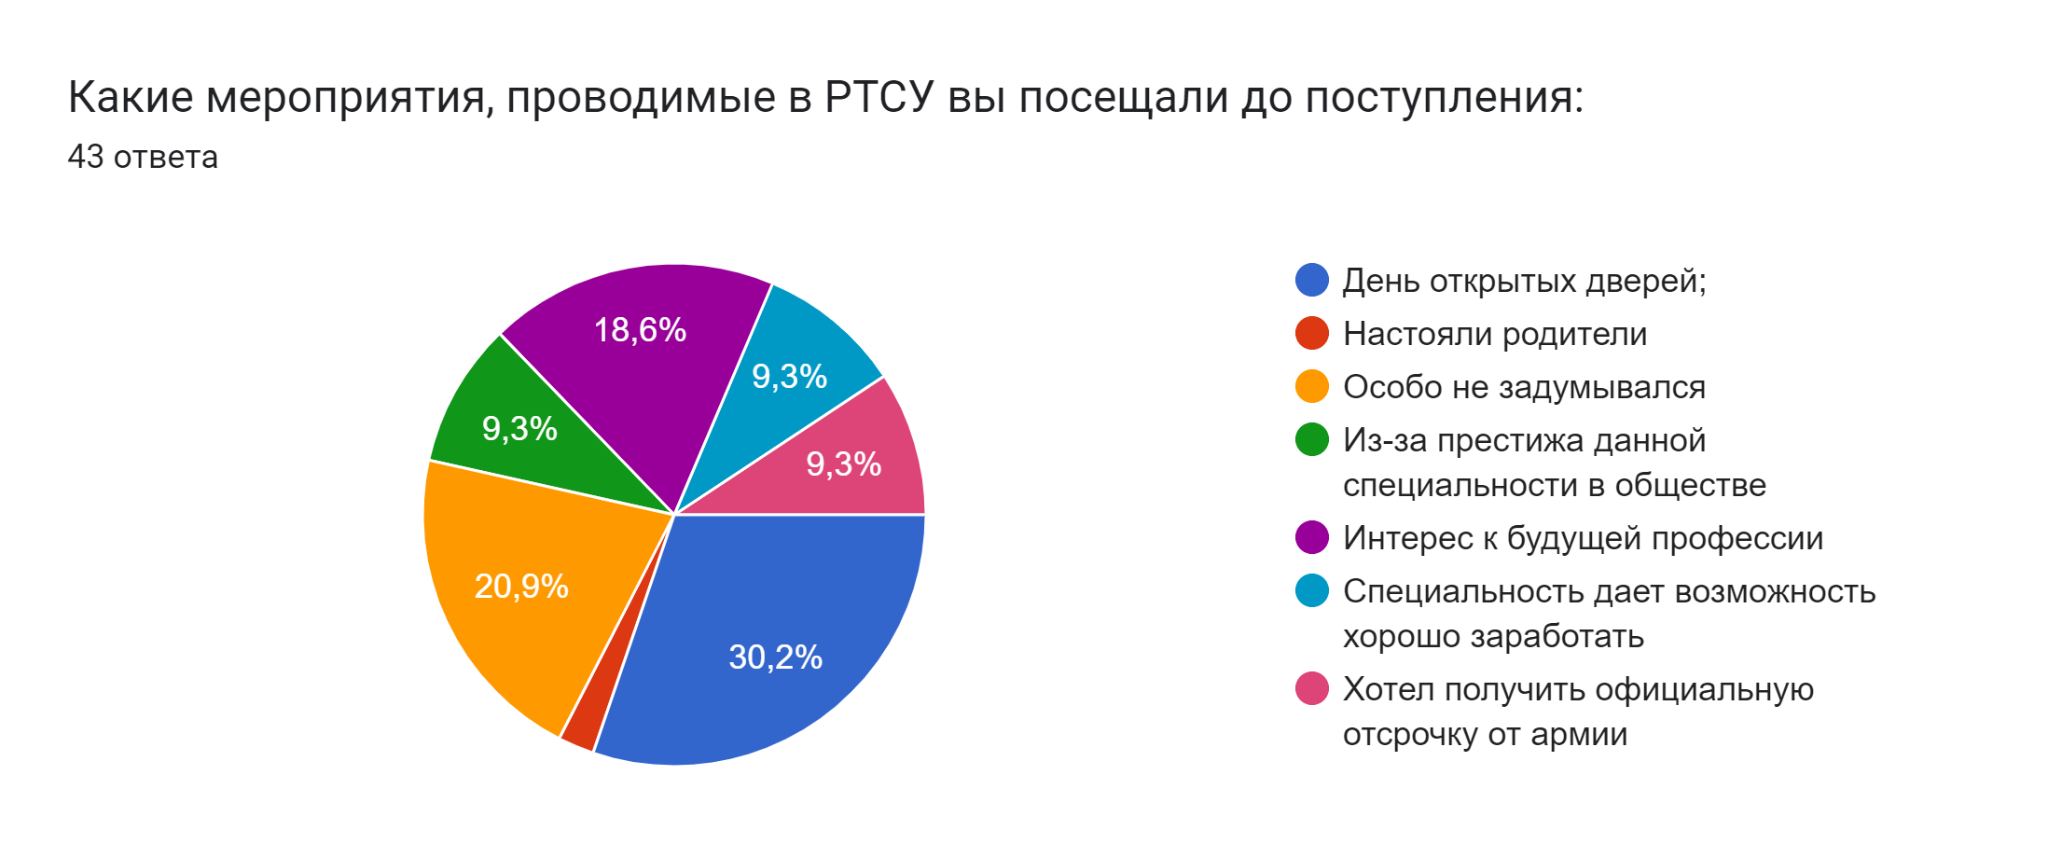 Какие мероприятия, проводимые в РТСУ вы посещали до поступления:
43 ответа
18,6%
9,3%
9,3%
9,3%
20,9%
30,2%
День открытых дверей;
Настояли родители
Особо не задумывался
Из-за престижа данной
специальности в обществе
Интерес к будущей профессии
Специальность дает возможность
хорошо заработать
Хотел получить официальную
отсрочку от армии